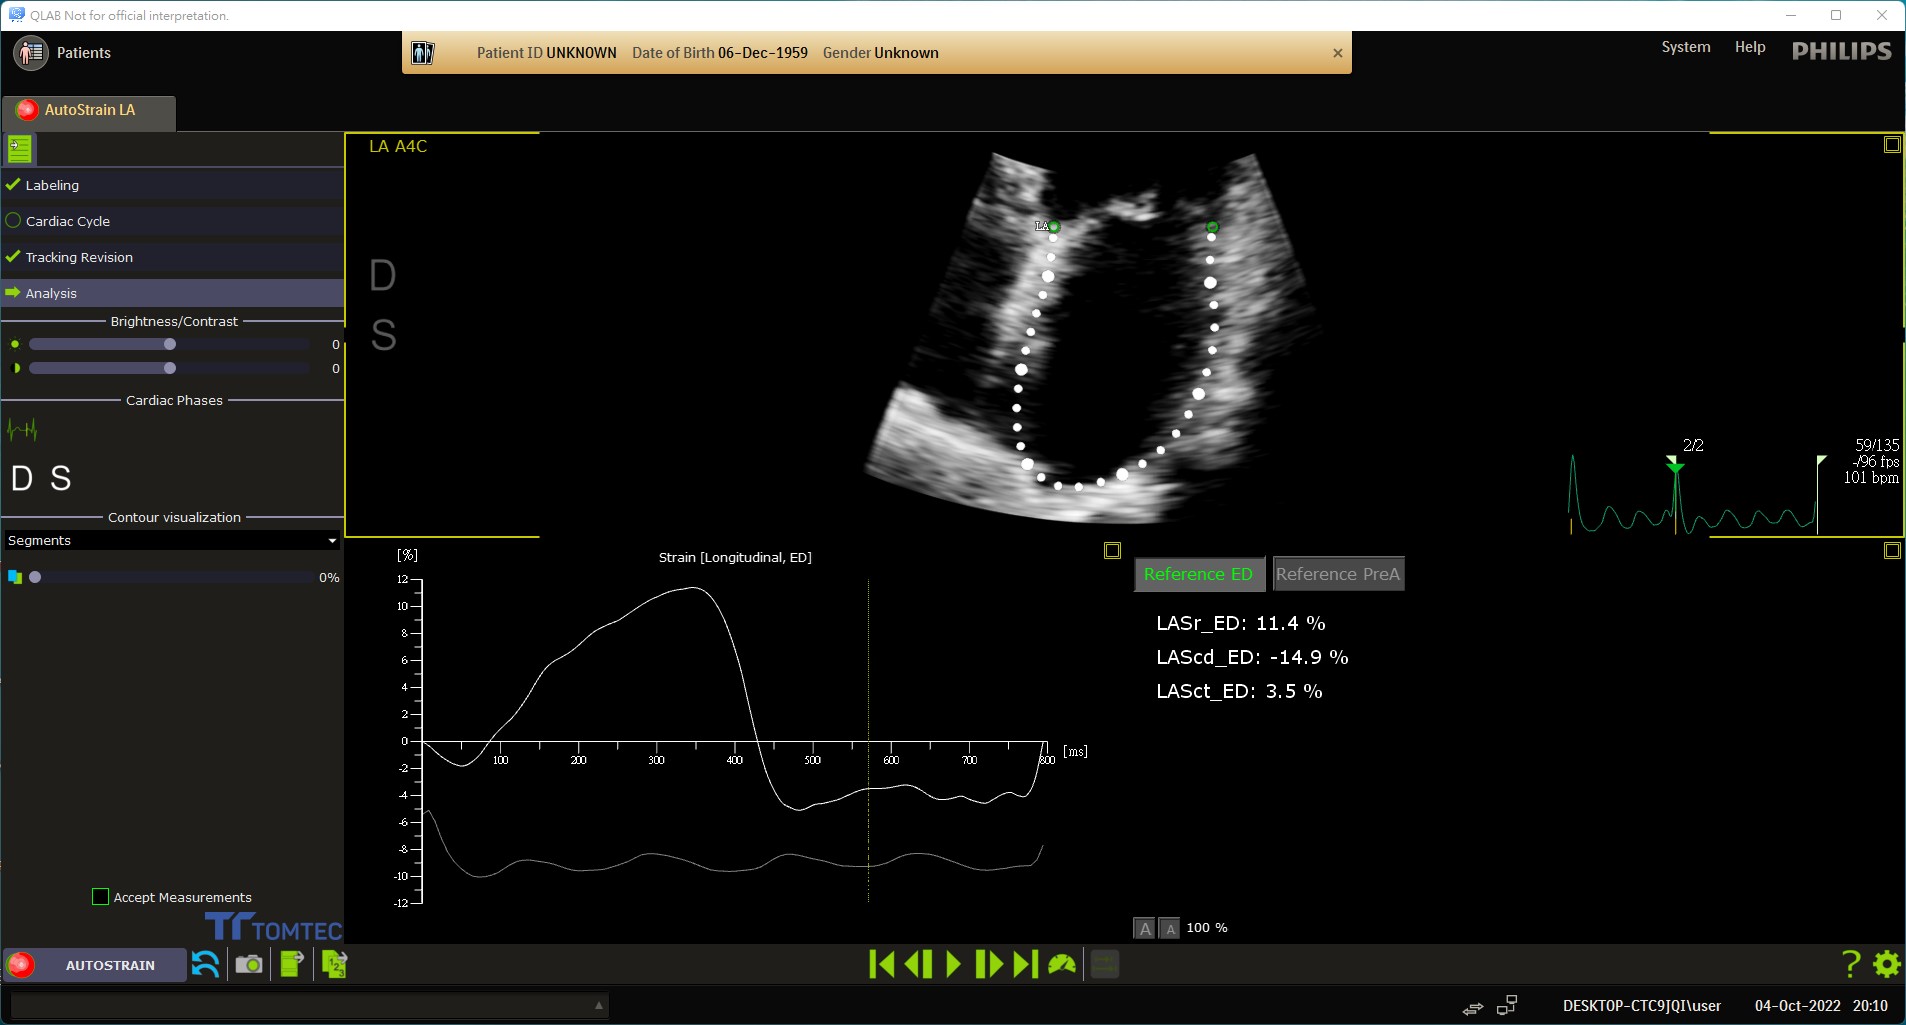 QLAB Not for official interpretation.
Patients
Patient ID UNKNOWN Date of Birth 06-Dec-1959 Gender Unknown
System Help PHILIPS
AutoStrain LA
Labeling
Cardiac Cycle
Tracking Revision
Analysis
Brightness/Contrast
0
0
Cardiac Phases
D S
Contour visualization
Segments
0%
Accept Measurements
TOMTEC
LA A4C
D
S
LA
2/2
59/135
-/96 fps
101 bpm
[%]
Strain [Longitudinal, ED]
12
10
8
6
4
2
0
-2
-4
-6
-8
-10
-12
100 200 300 400 500 600 700 800 [ms]
Reference ED Reference PreA
LASr_ED: 11.4 %
LAScd_ED: -14.9 %
LASct_ED: 3.5 %
A A 100 %
AUTOSTRAIN
1 2 3
?
DESKTOP-CTC9JQI\user 04-Oct-2022 20:10